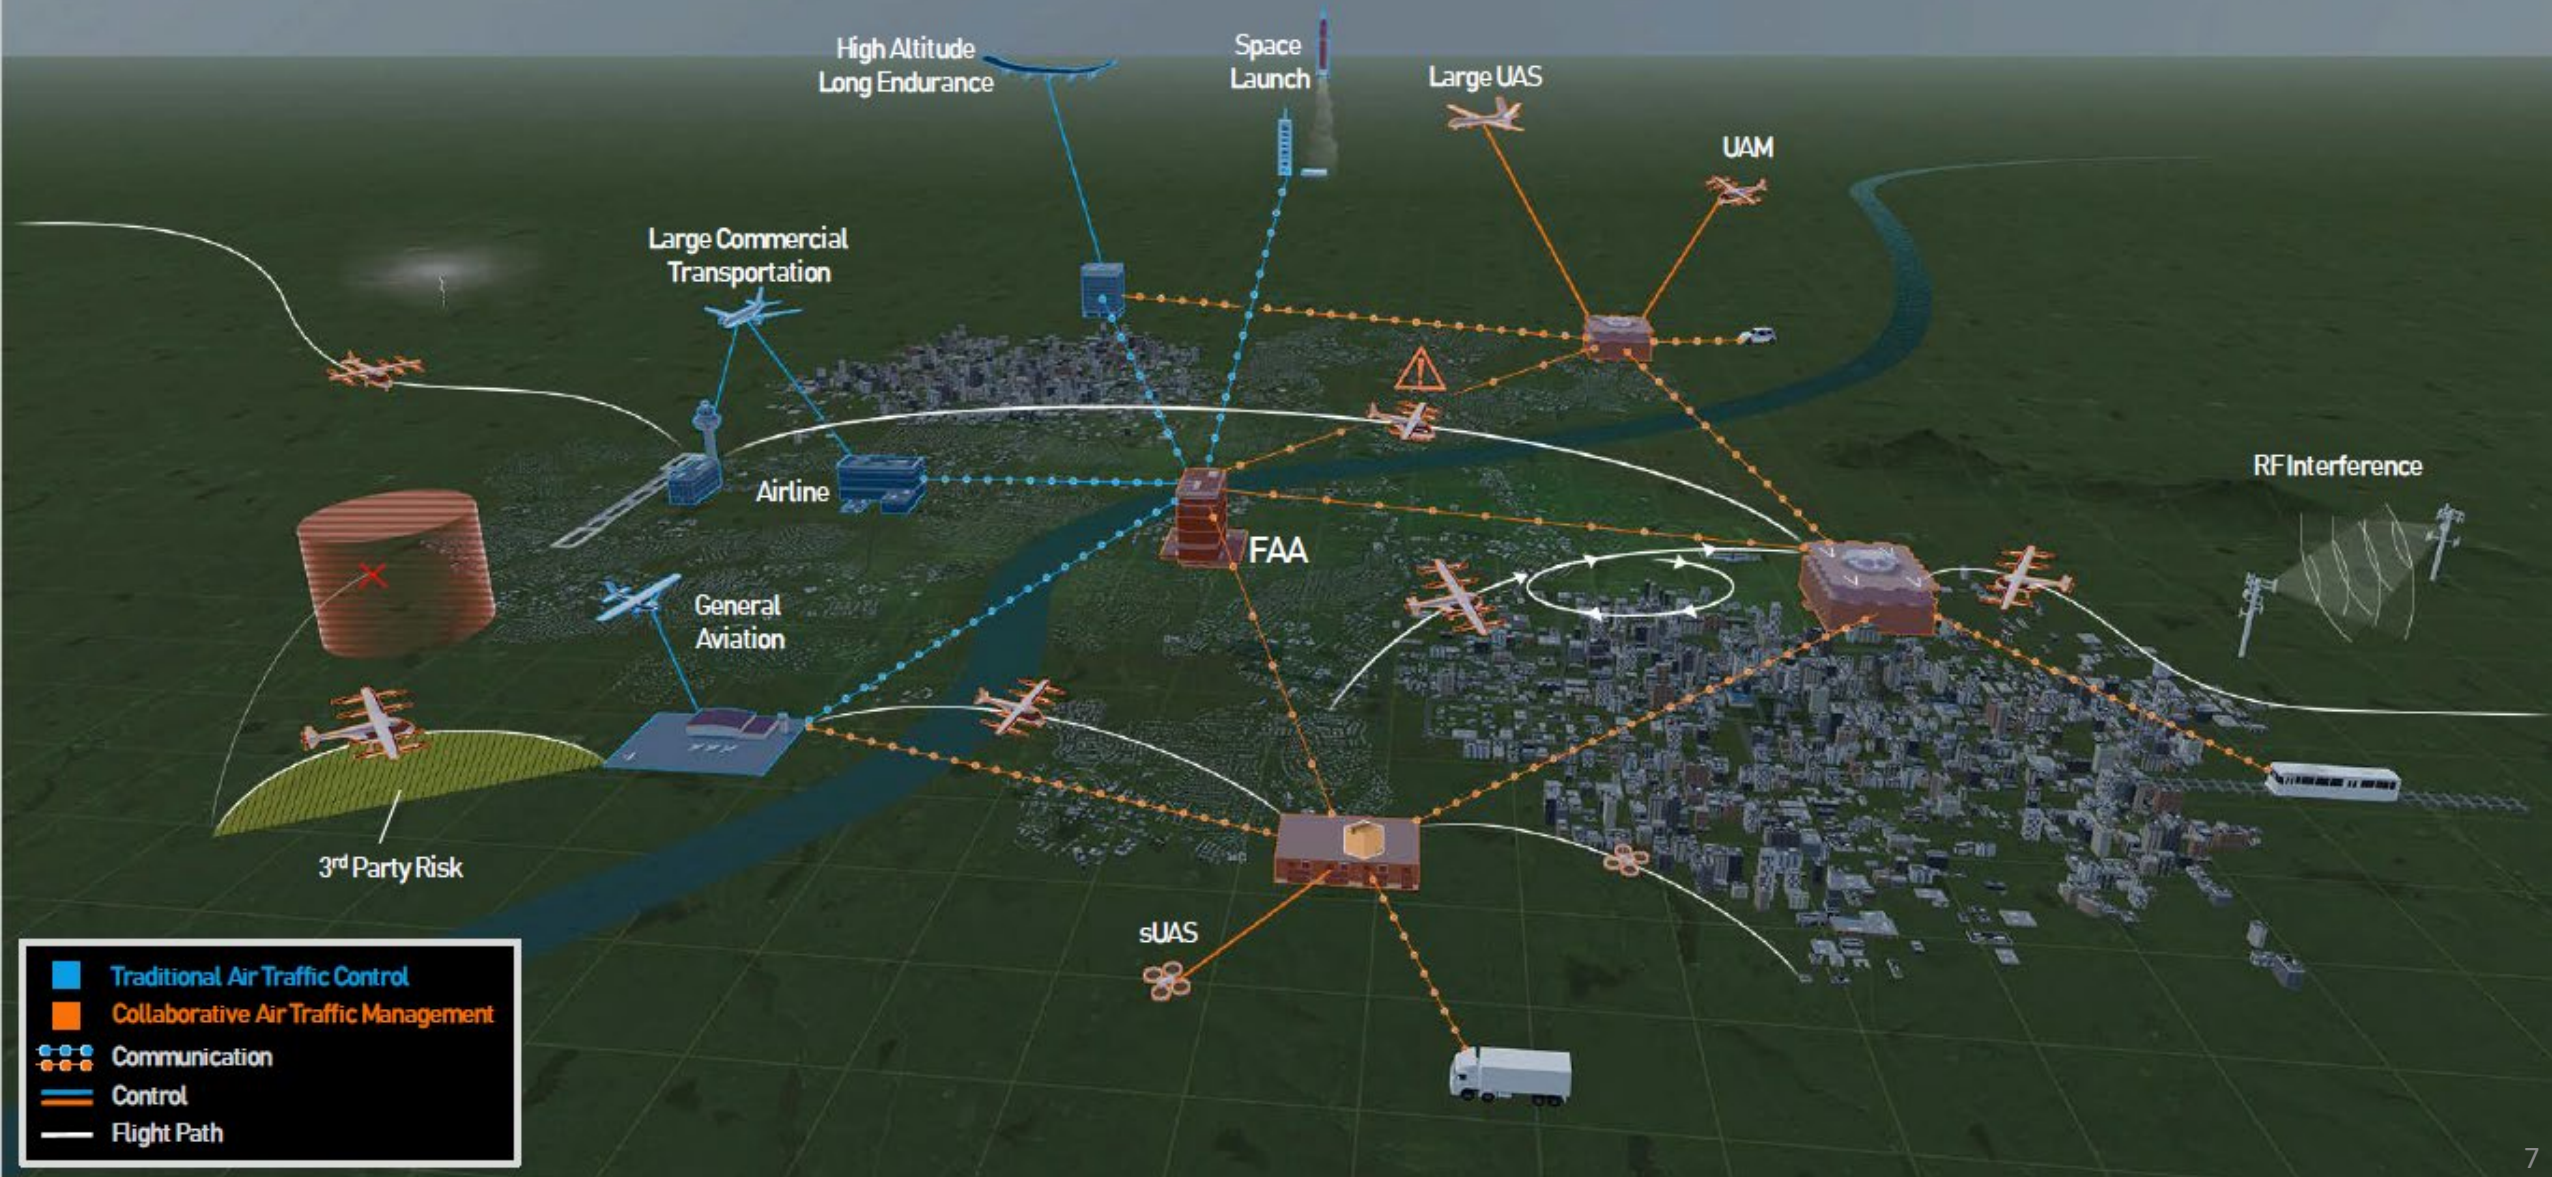 High Altitude
Long Endurance
Space
Launch
Large UAS
UAM
Large Commercial
Transportation
RF Interference
Airline
FAA
General
Aviation
3rd Party Risk
sUAS
Traditional Air Traffic Control
Collaborative Air Traffic Management
Communication
Control
Flight Path
7